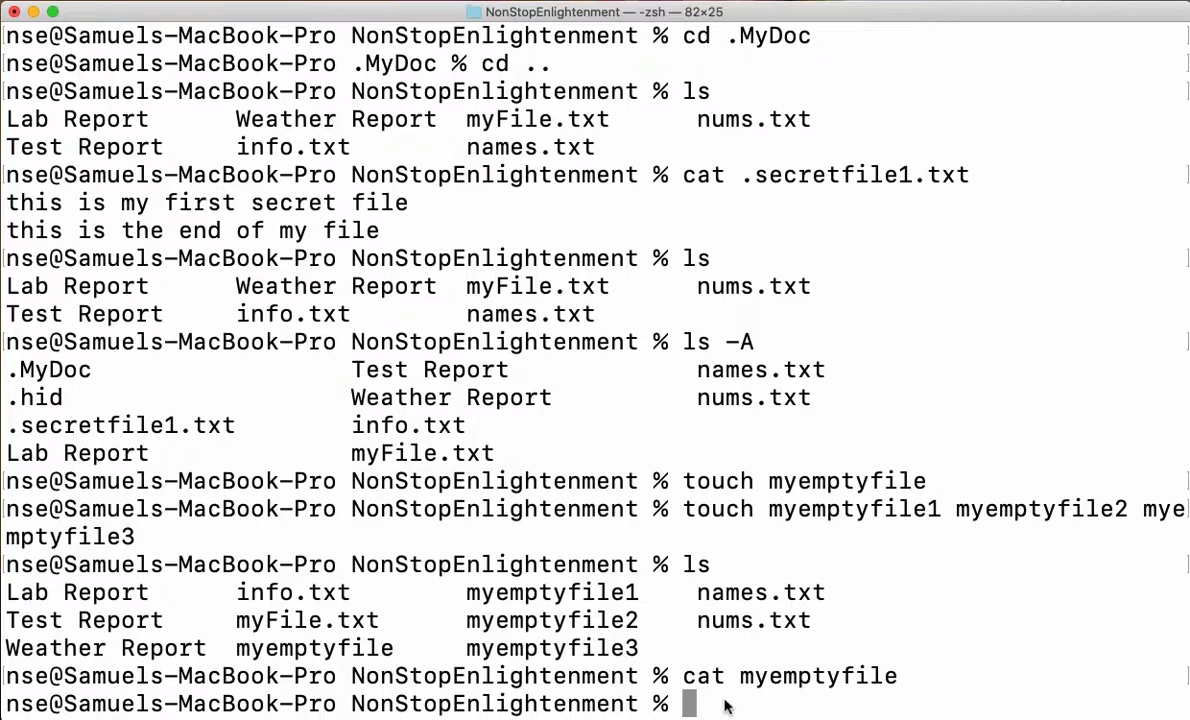 NonStopEnlightenment — -zsh — 82×25
nse@Samuels-MacBook-Pro NonStopEnlightenment % cd .MyDoc
nse@Samuels-MacBook-Pro .MyDoc % cd ..
nse@Samuels-MacBook-Pro NonStopEnlightenment % ls
Lab Report Weather Report myFile.txt nums.txt
Test Report info.txt names.txt
nse@Samuels-MacBook-Pro NonStopEnlightenment % cat .secretfile1.txt
this is my first secret file
this is the end of my file
nse@Samuels-MacBook-Pro NonStopEnlightenment % ls
Lab Report Weather Report myFile.txt nums.txt
Test Report info.txt names.txt
nse@Samuels-MacBook-Pro NonStopEnlightenment % ls -A
.MyDoc Test Report names.txt
.hid Weather Report nums.txt
.secretfile1.txt info.txt
Lab Report myFile.txt
nse@Samuels-MacBook-Pro NonStopEnlightenment % touch myemptyfile
nse@Samuels-MacBook-Pro NonStopEnlightenment % touch myemptyfile1 myemptyfile2 mye
mptyfile3
nse@Samuels-MacBook-Pro NonStopEnlightenment % ls
Lab Report info.txt myemptyfile1 names.txt
Test Report myFile.txt myemptyfile2 nums.txt
Weather Report myemptyfile myemptyfile3
nse@Samuels-MacBook-Pro NonStopEnlightenment % cat myemptyfile
nse@Samuels-MacBook-Pro NonStopEnlightenment %